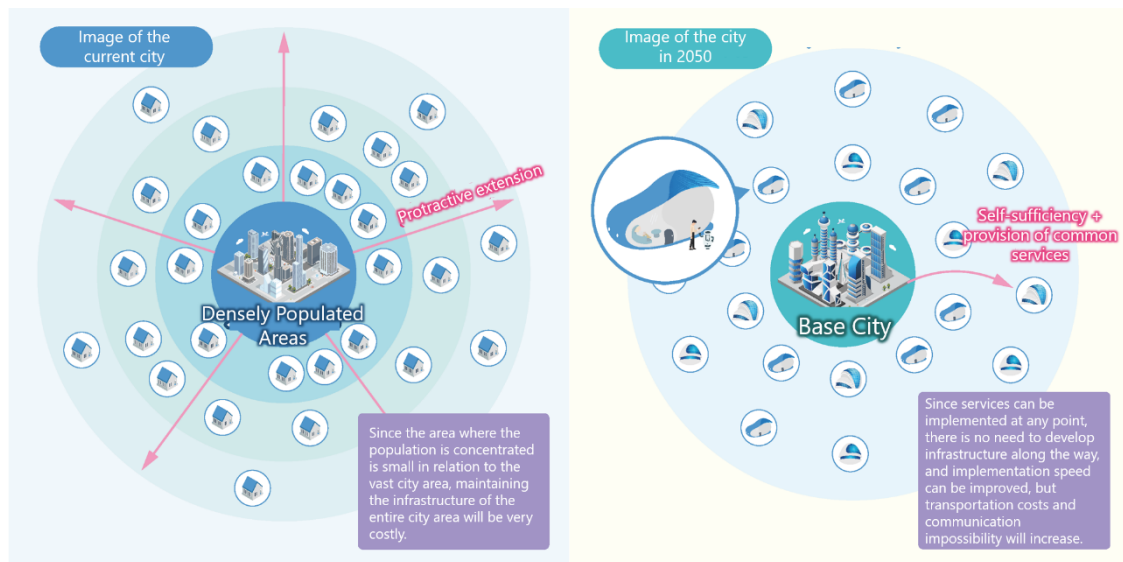 Image of the
current city
Protractive extension
Densely Populated
Areas
Since the area where the
population is concentrated
is small in relation to the
vast city area, maintaining
the infrastructure of the
entire city area will be very
costly.
Image of the city
in 2050
Self-sufficiency +
provision of common
services
Base City
Since services can be
implemented at any point,
there is no need to develop
infrastructure along the way,
and implementation speed
can be improved, but
transportation costs and
communication
impossibility will increase.